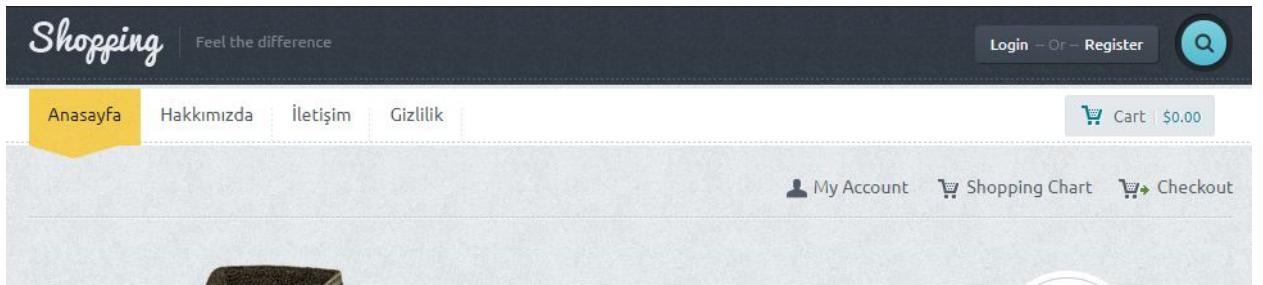 Shopping Feel the difference Login – Or – Register
Anasayfa Hakkımızda İletişim Gizlilik Cart $0.00
My Account Shopping Chart Checkout